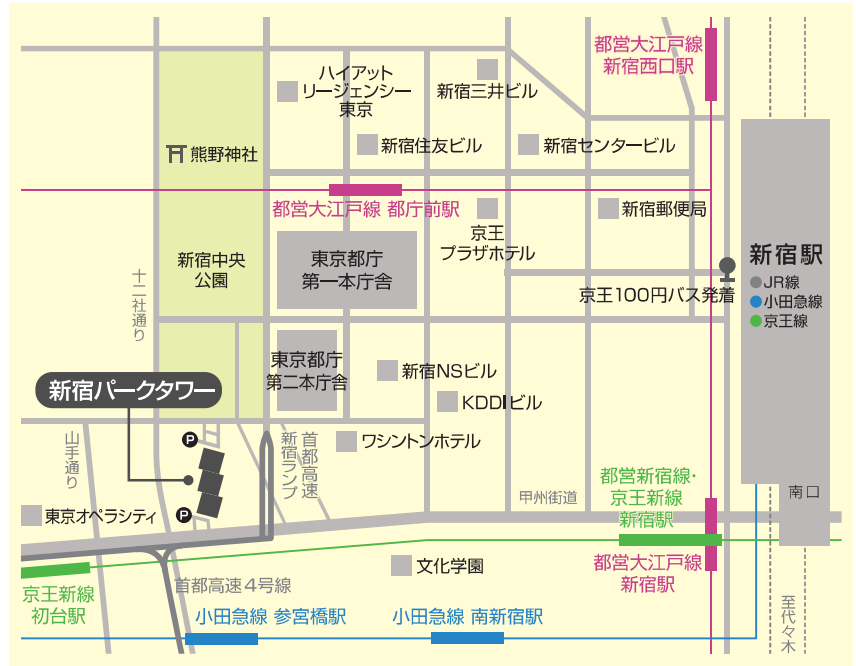 都営大江戸線
新宿西口駅
ハイアット
リージェンシー
東京
新宿三井ビル
新宿住友ビル
新宿センタービル
熊野神社
都営大江戸線 都庁前駅
新宿郵便局
京王
プラザホテル
新宿中央
公園
東京都庁
第一本庁舎
新宿駅
JR線
小田急線
京王線
京王100円バス発着
十二社通り
東京都庁
第二本庁舎
新宿NSビル
KDDIビル
新宿パークタワー
P
ワシントンホテル
首都高速
新宿ランプ
山手通り
都営新宿線・
京王新線
新宿駅
甲州街道
南口
東京オペラシティ
P
文化学園
都営大江戸線
新宿駅
京王新線
初台駅
首都高速4号線
小田急線 参宮橋駅
小田急線 南新宿駅
至代々木